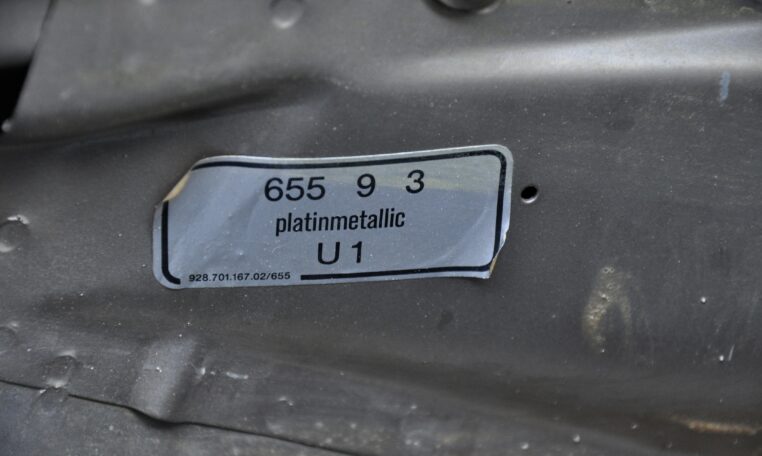 655 9 3
platinmetallic
U 1
928.701.167.02/655